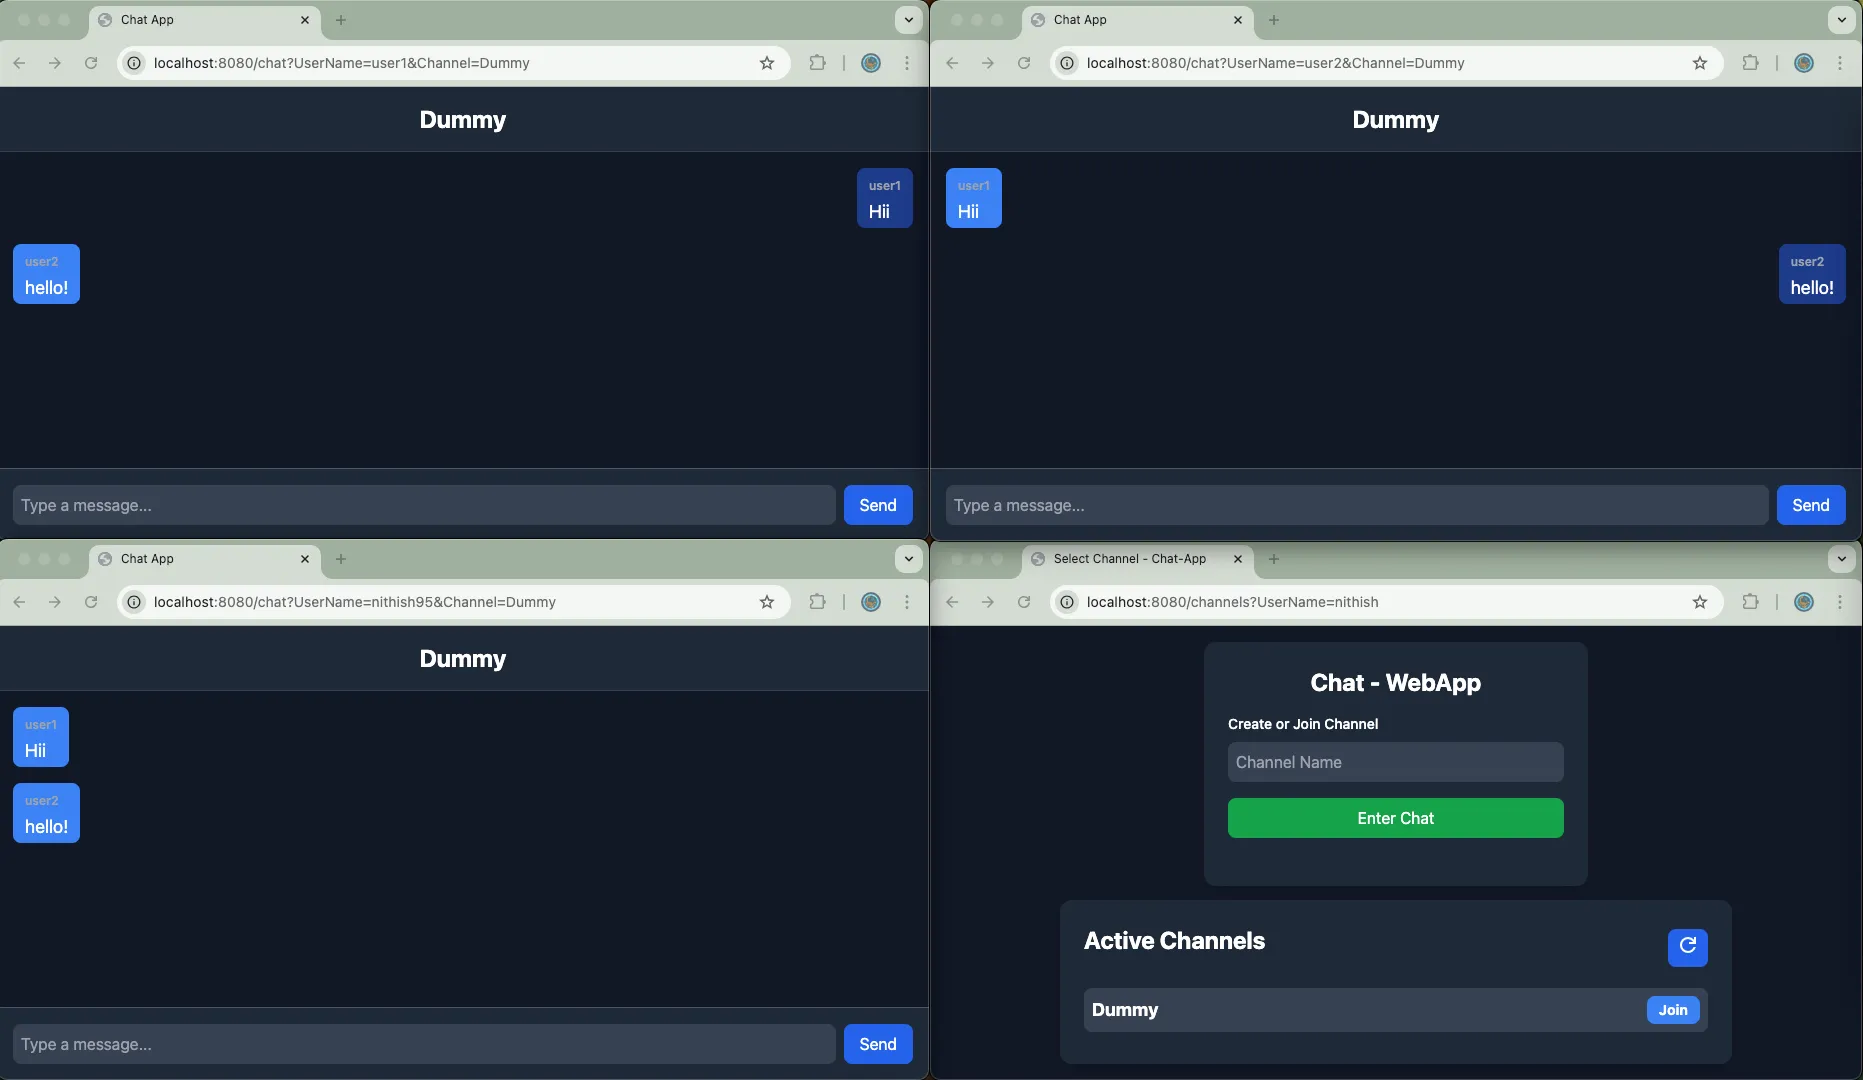 Chat App
localhost:8080/chat?UserName=user1&Channel=Dummy
Dummy
user1
Hii
user2
hello!
Type a message...
Send
Chat App
localhost:8080/chat?UserName=user2&Channel=Dummy
Dummy
user1
Hii
user2
hello!
Type a message...
Send
Chat App
localhost:8080/chat?UserName=nithish95&Channel=Dummy
Dummy
user1
Hii
user2
hello!
Type a message...
Send
Select Channel - Chat-App
localhost:8080/channels?UserName=nithish
Chat - WebApp
Create or Join Channel
Channel Name
Enter Chat
Active Channels
Dummy
Join